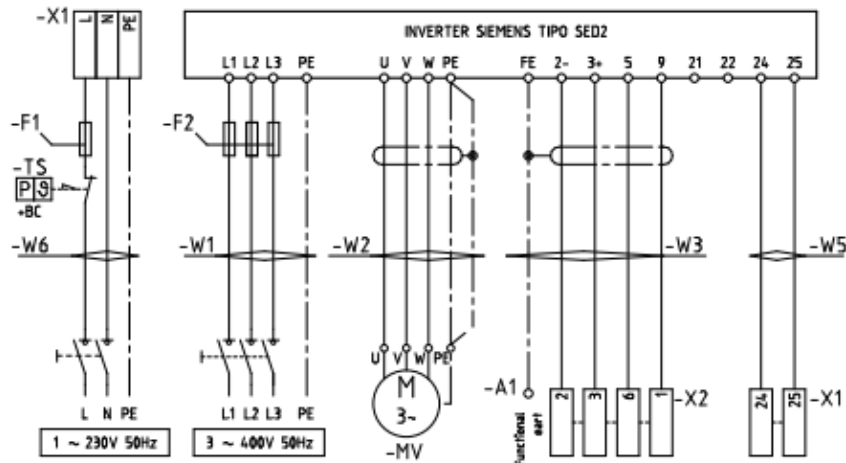 -X1
L N PE
INVERTER SIEMENS TIPO SED2
L1 L2 L3 PE
U V W PE
FE 2- 3+ 5 9 21 22 24 25
-F1
-F2
-TS
P ϑ
+BC
-W6
-W1
-W2
-W3
-W5
U V W PE
M
3~
-MV
L N PE
L1 L2 L3 PE
1 ~ 230V 50Hz
3 ~ 400V 50Hz
-A1
Functional
eart
2 3 6 1
-X2
24 25
-X1